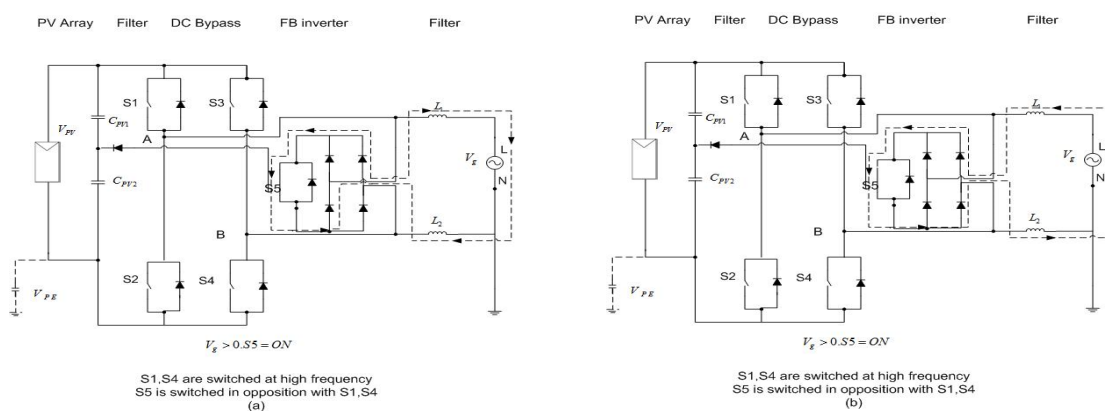 PV Array Filter DC Bypass FB inverter Filter
S1 S3
C_PV1
V_PV
A
L_1
L
V_g
N
C_PV2
S5
L_2
B
S2 S4
V_PE
V_g > 0.S5 = ON
S1,S4 are switched at high frequency
S5 is switched in opposition with S1,S4
(a)
PV Array Filter DC Bypass FB inverter Filter
S1 S3
C_PV1
V_PV
A
L
V_g
N
C_PV2
S5
L_2
B
S2 S4
V_PE
V_g > 0.S5 = ON
S1,S4 are switched at high frequency
S5 is switched in opposition with S1,S4
(b)